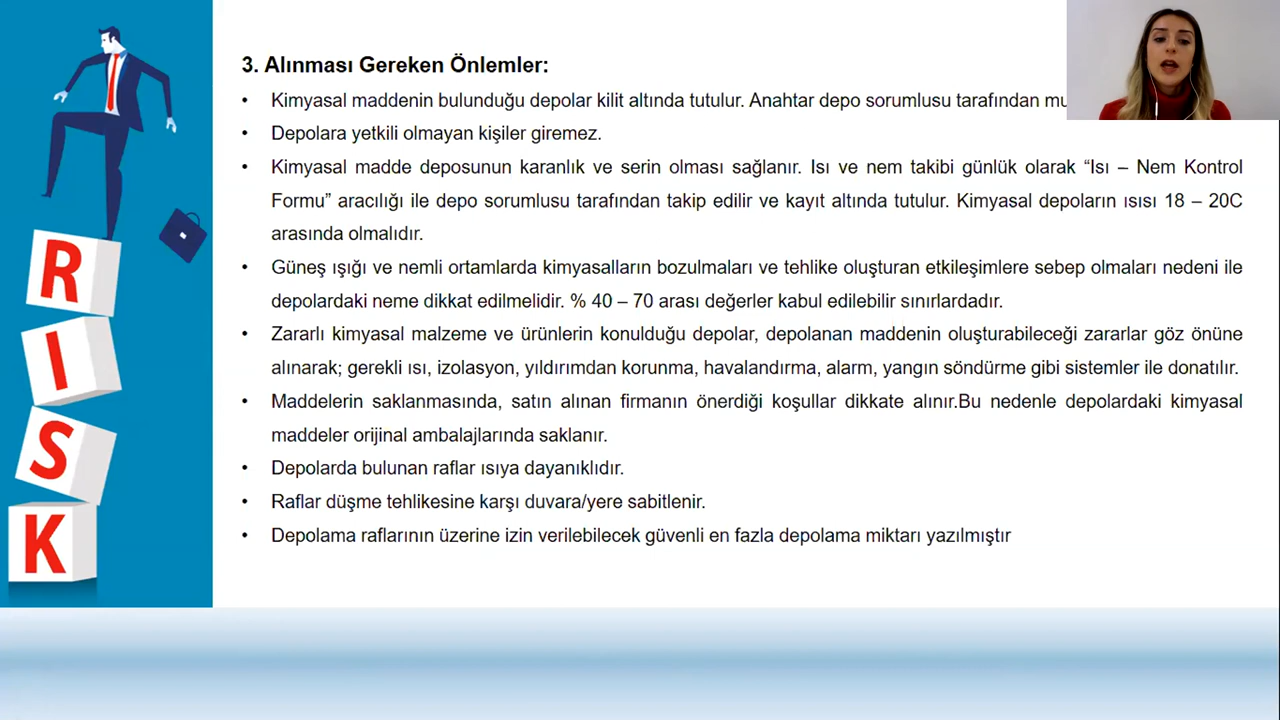 3. Alınması Gereken Önlemler:
• Kimyasal maddenin bulunduğu depolar kilit altında tutulur. Anahtar depo sorumlusu tarafından
• Depolara yetkili olmayan kişiler giremez.
• Kimyasal madde deposunun karanlık ve serin olması sağlanır. Isı ve nem takibi günlük olarak “Isı – Nem Kontrol
Formu” aracılığı ile depo sorumlusu tarafından takip edilir ve kayıt altında tutulur. Kimyasal depoların ısısı 18 – 20C
arasında olmalıdır.
• Güneş ışığı ve nemli ortamlarda kimyasalların bozulmaları ve tehlike oluşturan etkileşimlere sebep olmaları nedeni ile
depolardaki neme dikkat edilmelidir. % 40 – 70 arası değerler kabul edilebilir sınırlardadır.
• Zararlı kimyasal malzeme ve ürünlerin konulduğu depolar, depolanan maddenin oluşturabileceği zararlar göz önüne
alınarak; gerekli ısı, izolasyon, yıldırımdan korunma, havalandırma, alarm, yangın söndürme gibi sistemler ile donatılır.
• Maddelerin saklanmasında, satın alınan firmanın önerdiği koşullar dikkate alınır.Bu nedenle depolardaki kimyasal
maddeler orijinal ambalajlarında saklanır.
• Depolarda bulunan raflar ısıya dayanıklıdır.
• Raflar düşme tehlikesine karşı duvara/yere sabitlenir.
• Depolama raflarının üzerine izin verilebilecek güvenli en fazla depolama miktarı yazılmıştır
R
I
S
K